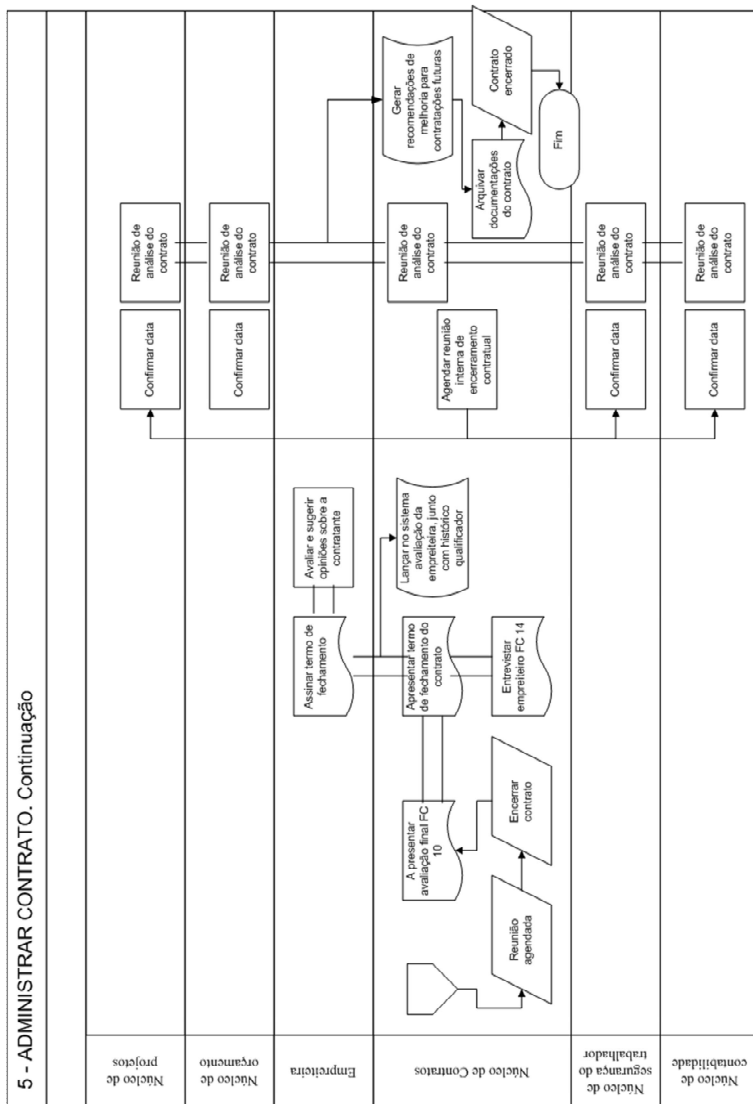 5 - ADMINISTRAR CONTRATO. Continuação
Núcleo de
projetos
Confirmar data
Reunião de
análise do
contrato
Núcleo de
orçamento
Confirmar data
Reunião de
análise do
contrato
Empreiteira
Assinar termo de
fechamento
Avaliar e sugerir
opiniões sobre a
contratante
Núcleo de Contratos
Reunião
agendada
Encerrar
contrato
A presentar
avaliação final FC
10
Apresentar termo
de fechamento do
contrato
Entrevistar
empreiteiro FC 14
Lançar no sistema
avaliação da
empreiteira, junto
com histórico
qualificador
Agendar reunião
interna de
encerramento
contratual
Reunião de
análise do
contrato
Gerar
recomendações de
melhoria para
contratações futuras
Arquivar
documentações
do contrato
Contrato
encerrado
Fim
Núcleo de
segurança do
trabalhador
Confirmar data
Reunião de
análise do
contrato
Núcleo de
contabilidade
Confirmar data
Reunião de
análise do
contrato